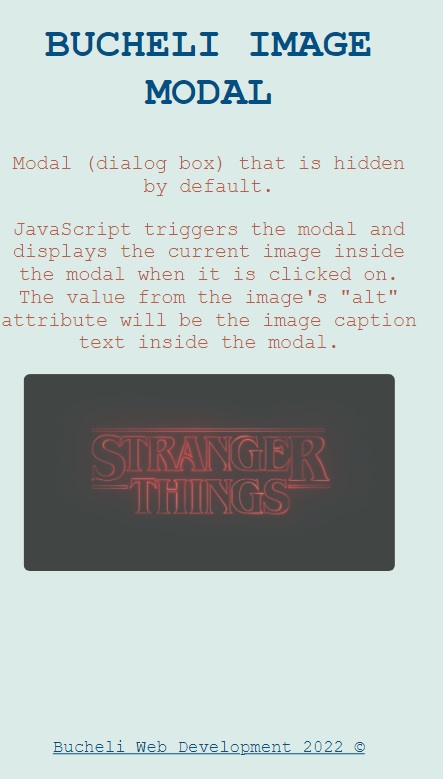 BUCHELI IMAGE
MODAL
Modal (dialog box) that is hidden
by default.
JavaScript triggers the modal and
displays the current image inside
the modal when it is clicked on.
The value from the image's "alt"
attribute will be the image caption
text inside the modal.
STRANGER
THINGS
Bucheli Web Development 2022 ©